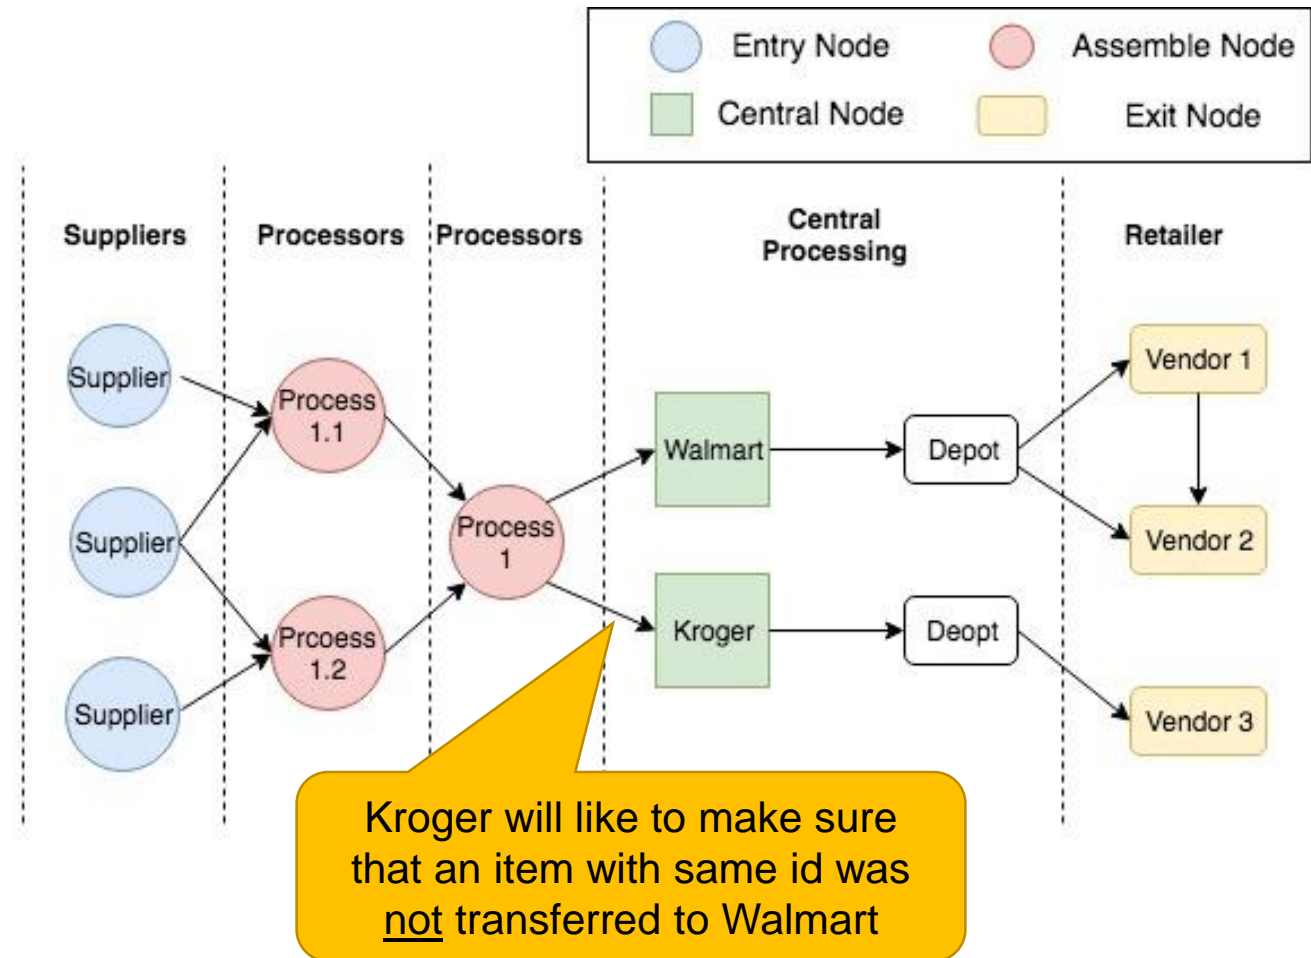 Entry Node
Assemble Node
Central Node
Exit Node
Suppliers
Processors
Processors
Central
Processing
Retailer
Supplier
Supplier
Supplier
Process
1.1
Prcoess
1.2
Process
1
Walmart
Kroger
Depot
Deopt
Vendor 1
Vendor 2
Vendor 3
Kroger will like to make sure
that an item with same id was
not transferred to Walmart